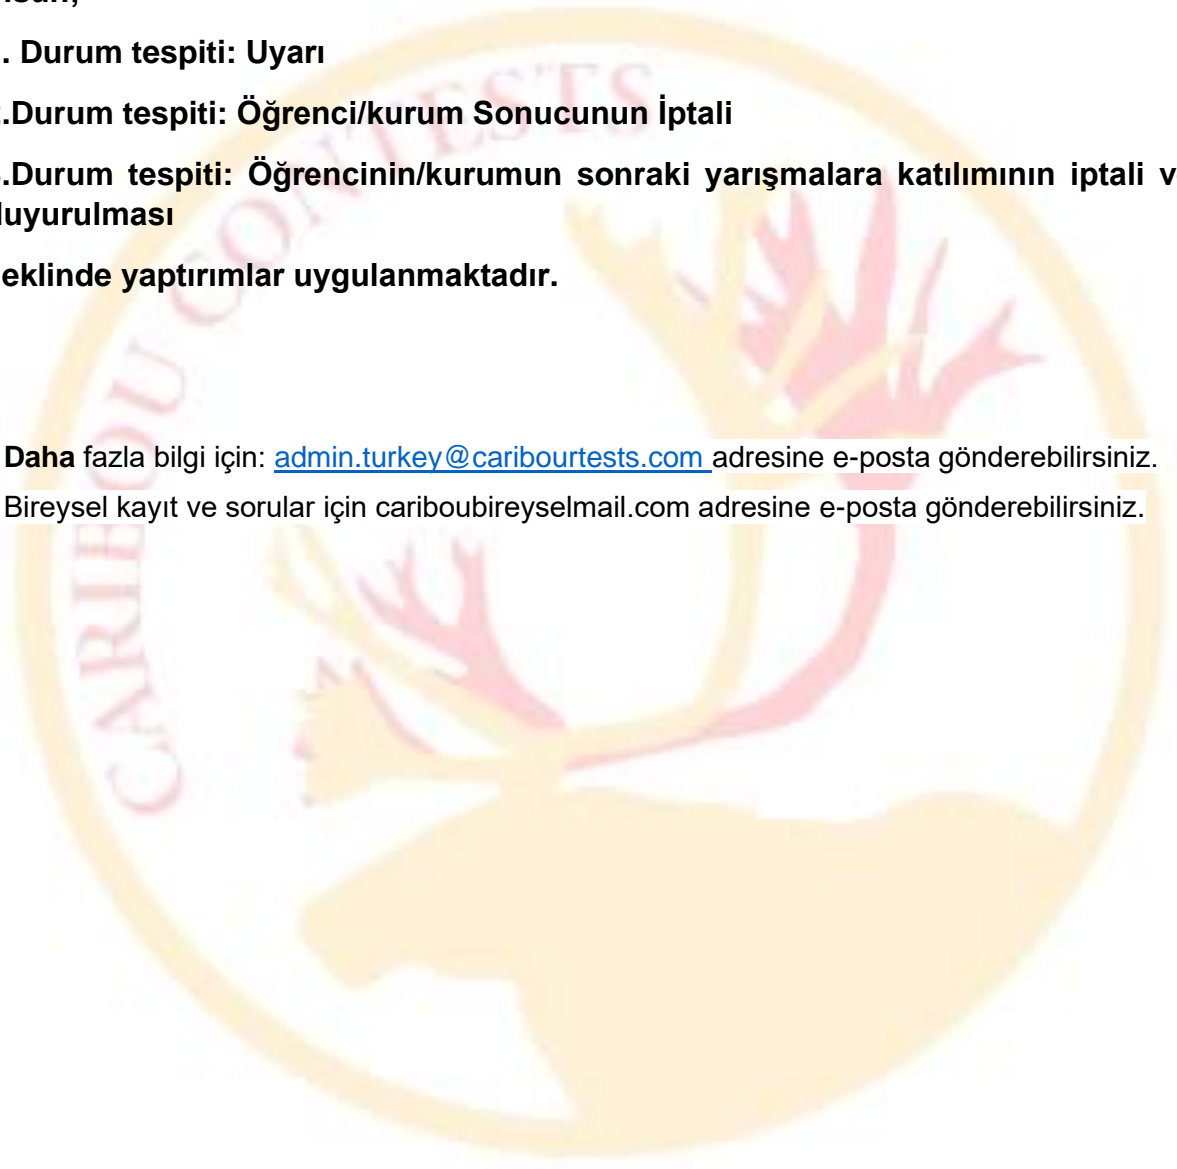 . Durum tespiti: Uyarı
.Durum tespiti: Öğrenci/kurum Sonucunun İptali
.Durum tespiti: Öğrencinin/kurumun sonraki yarışmalara katılımının iptali
luyurulması
eklinde yaptırımlar uygulanmaktadır.
Daha fazla bilgi için: admin.turkey@caribourtests.com adresine e-posta gönderebilirsiniz.
Bireysel kayıt ve sorular için cariboubireyselmail.com adresine e-posta gönderebilirsiniz.
CARIBOU CONTESTS